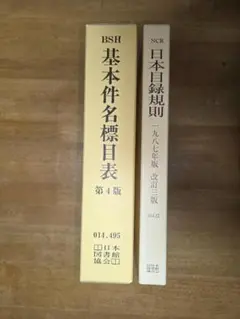 BSH
基本件名標目表
第4版
014.495
日本
図書館
協会
NCR
日本目録規則
一九八七年版 改訂三版